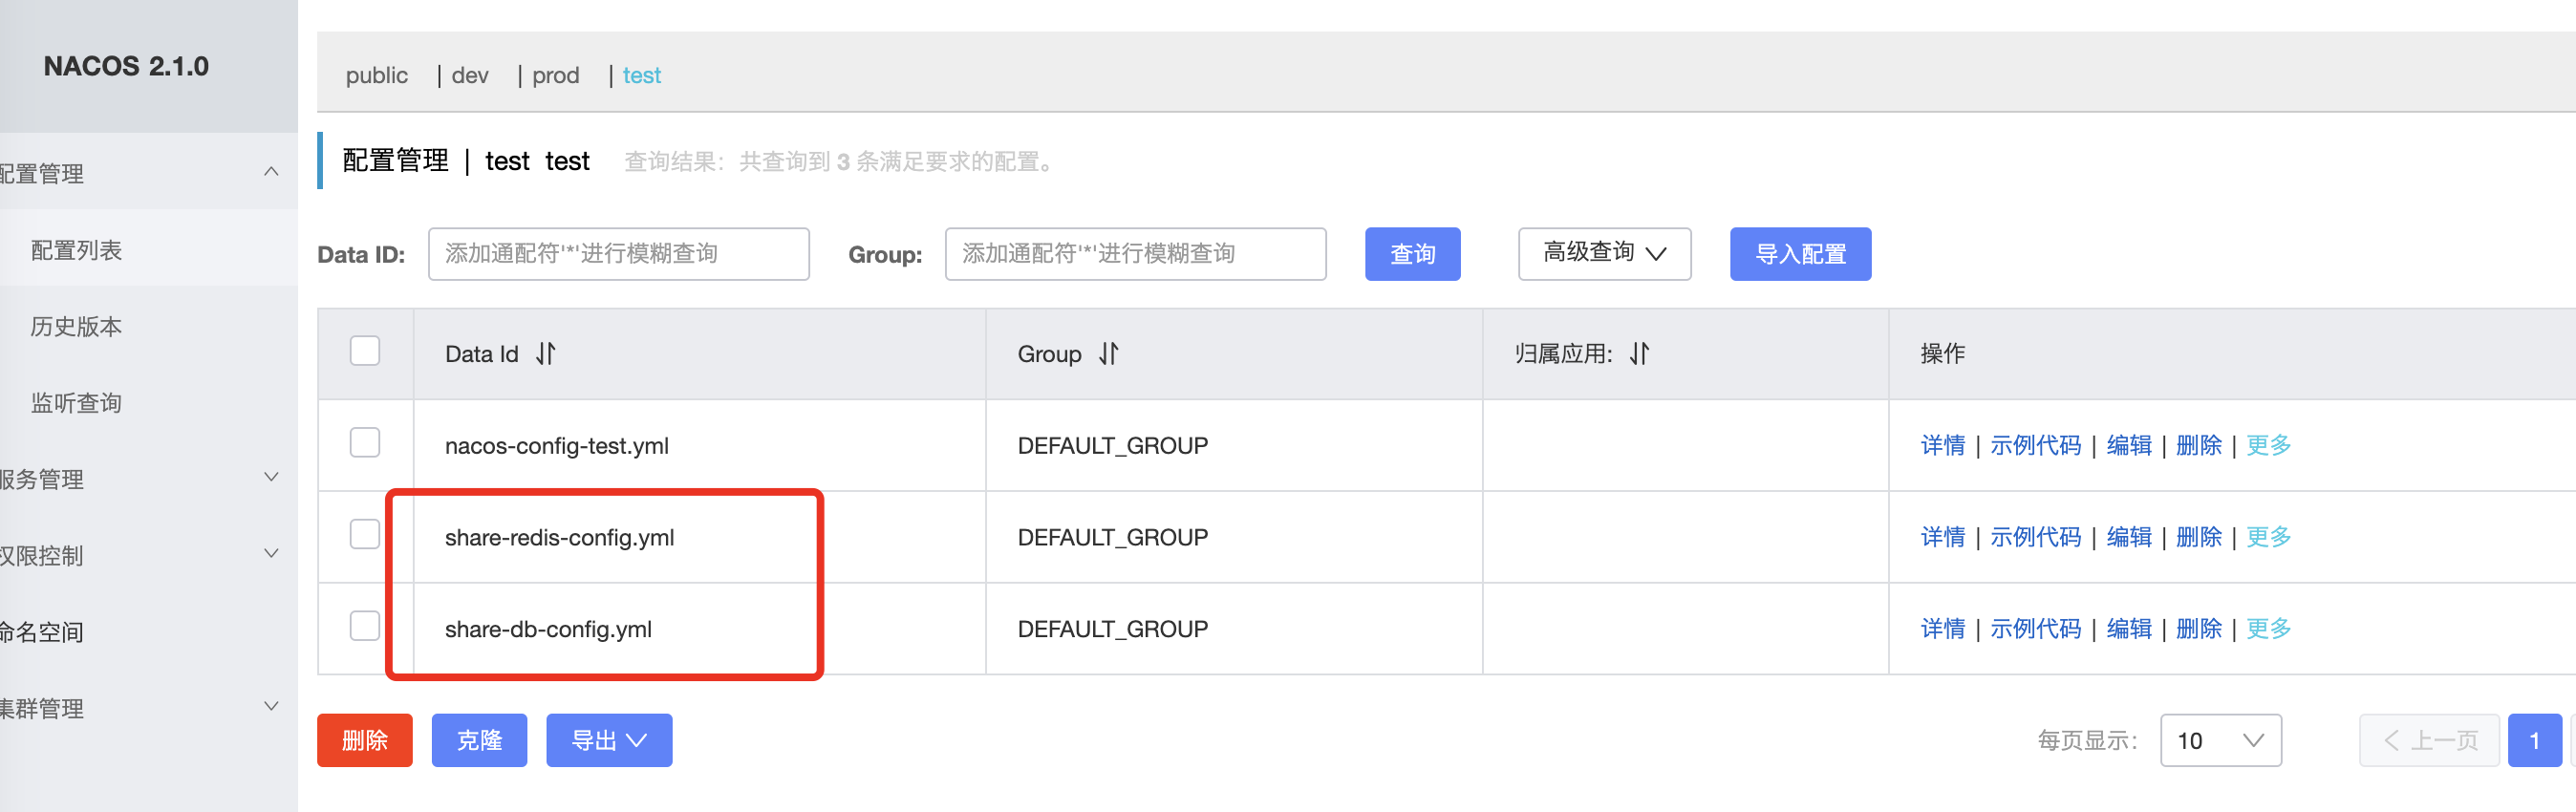 NACOS 2.1.0
public | dev | prod | test
配置管理
配置列表
历史版本
监听查询
服务管理
权限控制
命名空间
集群管理
配置管理 | test test 查询结果：共查询到 3 条满足要求的配置。
Data ID: 添加通配符'*'进行模糊查询 Group: 添加通配符'*'进行模糊查询 查询 高级查询 导入配置
Data Id Group 归属应用: 操作
nacos-config-test.yml DEFAULT_GROUP 详情 | 示例代码 | 编辑 | 删除 | 更多
share-redis-config.yml DEFAULT_GROUP 详情 | 示例代码 | 编辑 | 删除 | 更多
share-db-config.yml DEFAULT_GROUP 详情 | 示例代码 | 编辑 | 删除 | 更多
删除 克隆 导出 每页显示： 10 上一页 1